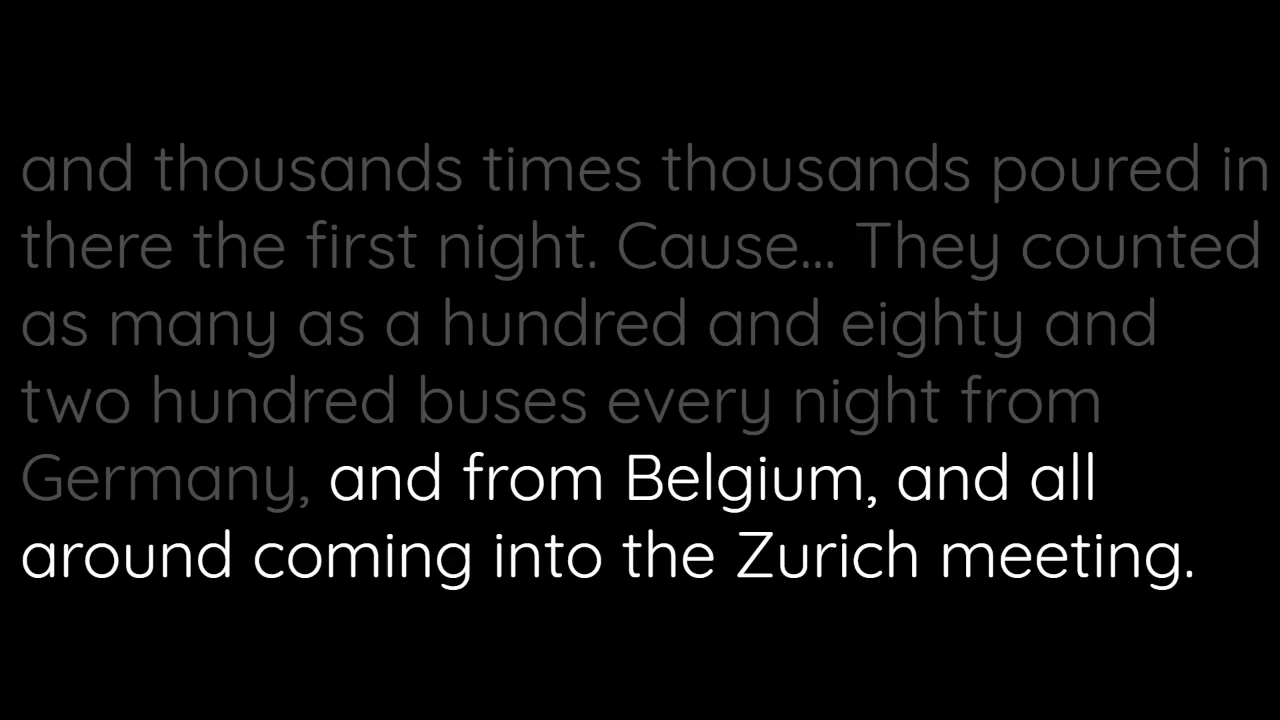 and thousands times thousands poured in
there the first night. Cause... They counted
as many as a hundred and eighty and
two hundred buses every night from
Germany, and from Belgium, and all
around coming into the Zurich meeting.